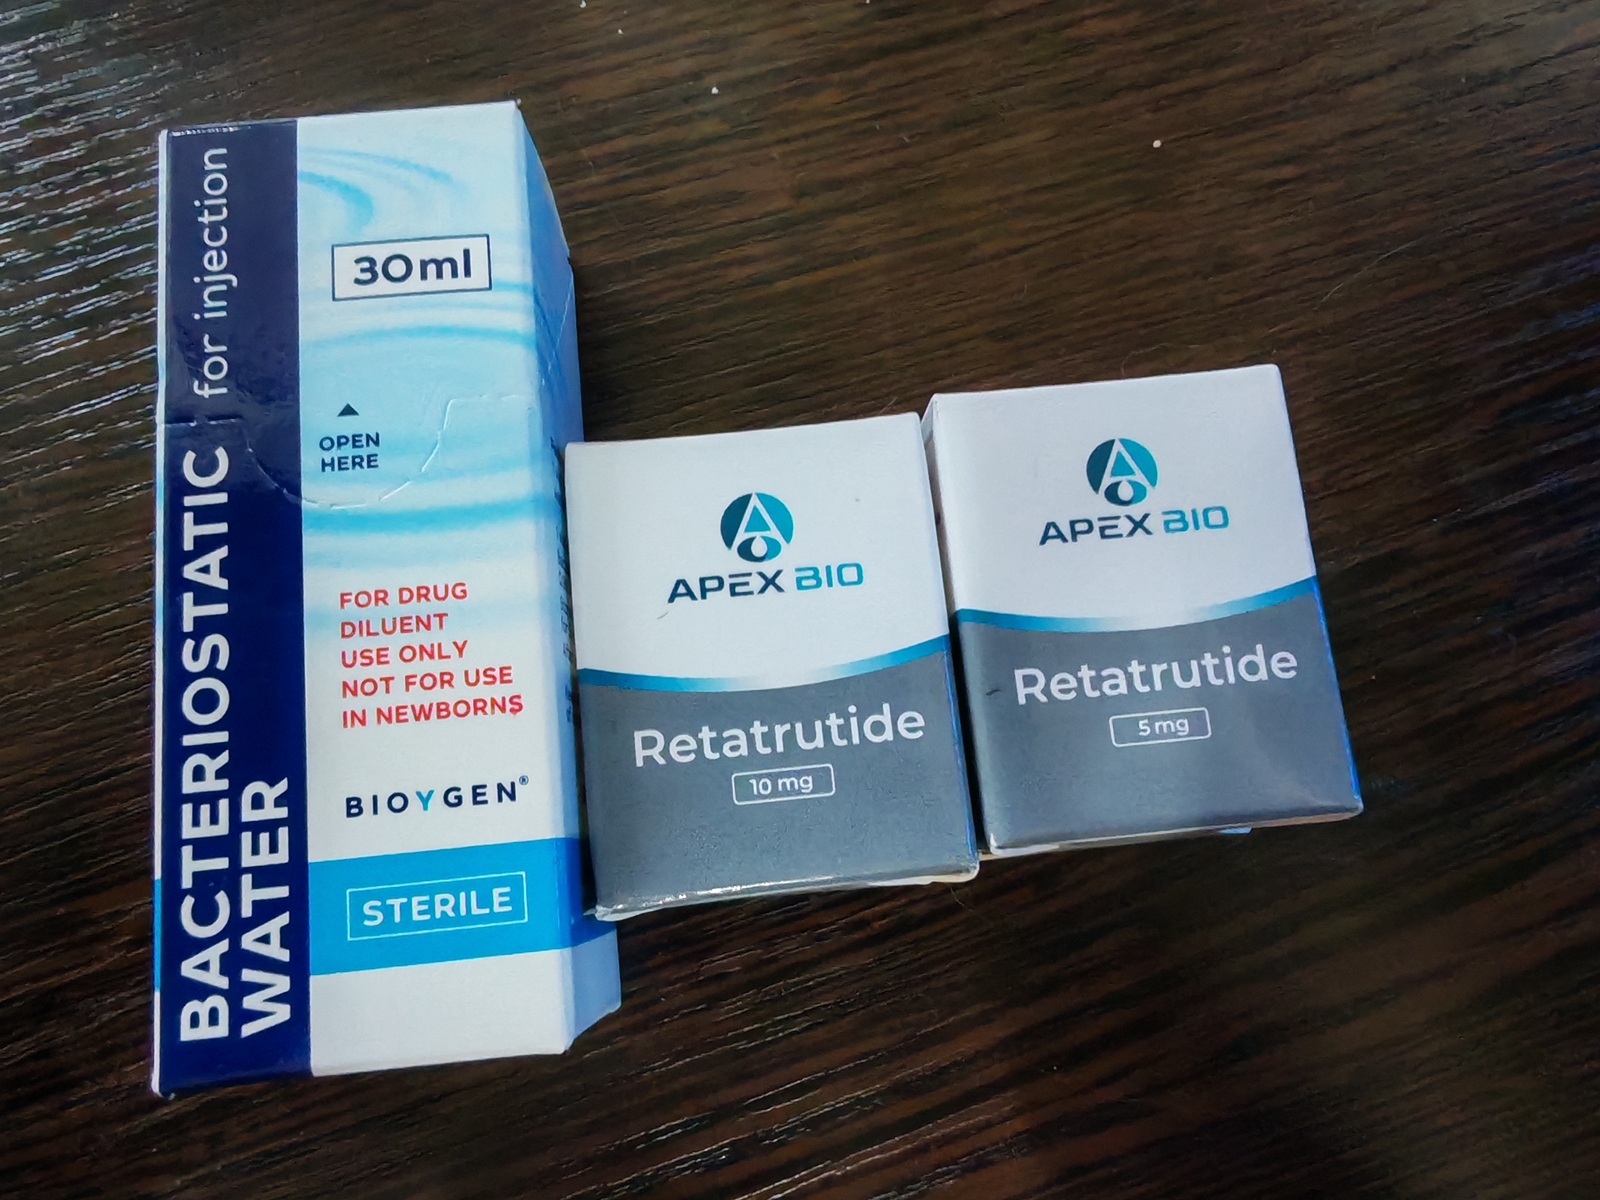 BACTERIOSTATIC for injection
WATER
30ml
OPEN
HERE
FOR DRUG
DILUENT
USE ONLY
NOT FOR USE
IN NEWBORNS
BIOYGEN®
STERILE
APEX BIO
Retatrutide
10 mg
APEX BIO
Retatrutide
5 mg